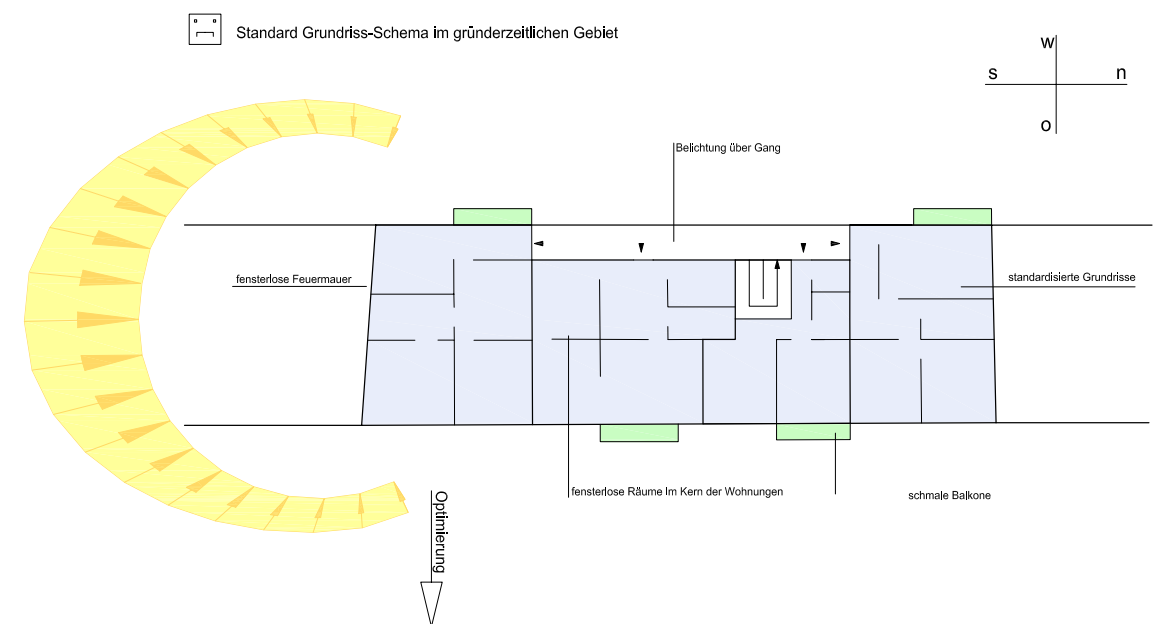 Standard Grundriss-Schema im gründerzeitlichen Gebiet
w
s
n
o
Belichtung über Gang
fensterlose Feuermauer
standardisierte Grundrisse
fensterlose Räume Im Kern der Wohnungen
schmale Balkone
Optimierung